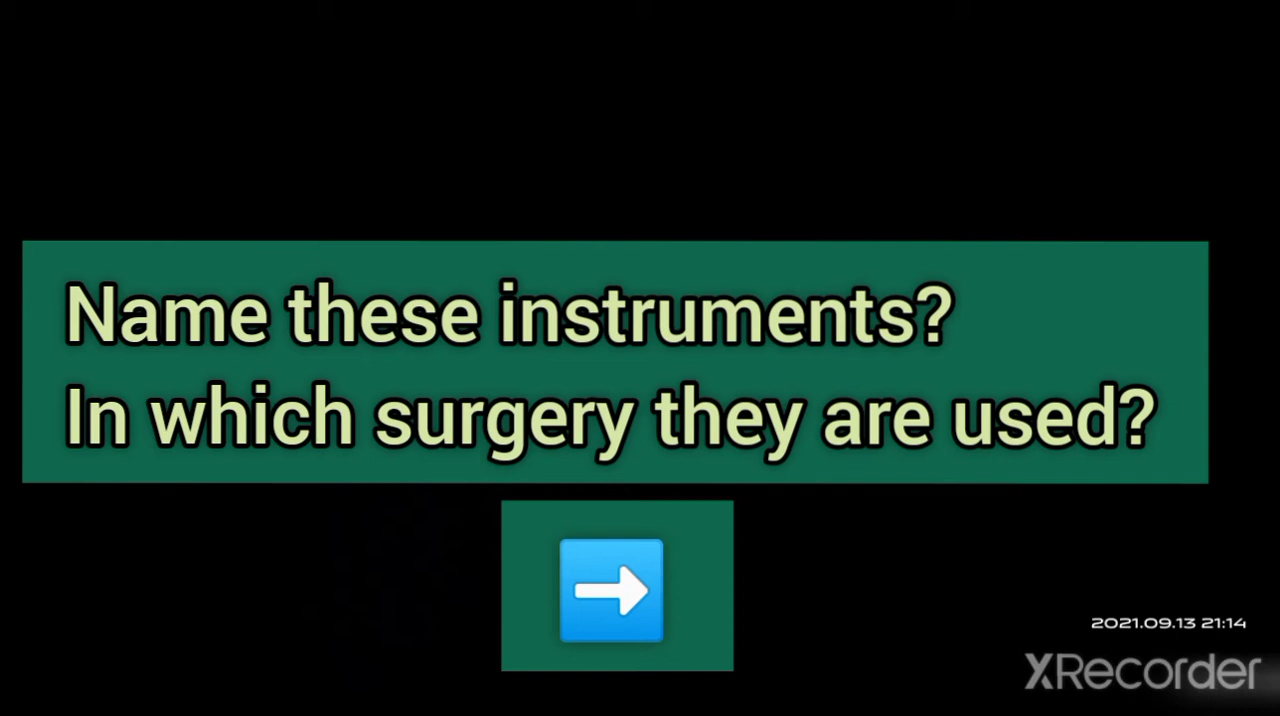 Name these instruments?
In which surgery they are used?
2021.09.13 21:14
XRecorder